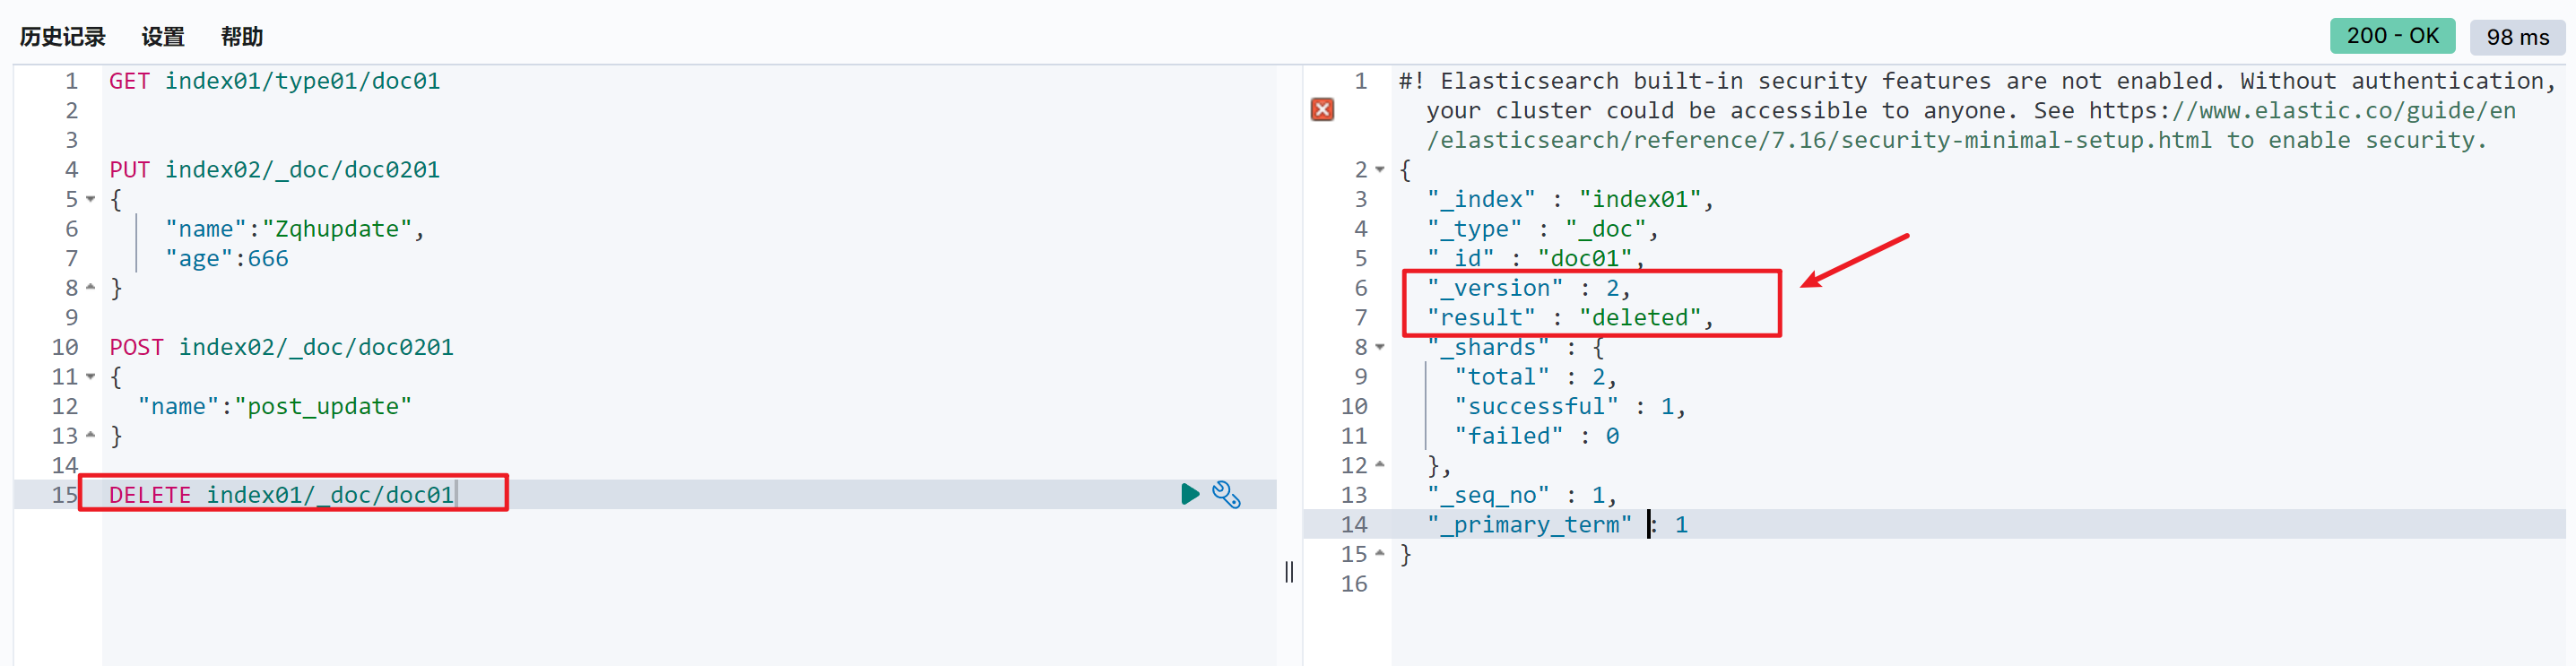 历史记录 设置 帮助
200 - OK 98 ms
1 GET index01/type01/doc01
2
3
4 PUT index02/_doc/doc0201
5 {
6 "name":"Zqhupdate",
7 "age":666
8 }
9
10 POST index02/_doc/doc0201
11 {
12 "name":"post_update"
13 }
14
15 DELETE index01/_doc/doc01
1 #! Elasticsearch built-in security features are not enabled. Without authentication,
your cluster could be accessible to anyone. See https://www.elastic.co/guide/en
/elasticsearch/reference/7.16/security-minimal-setup.html to enable security.
2 {
3 "_index" : "index01",
4 "_type" : "_doc",
5 "_id" : "doc01",
6 "_version" : 2,
7 "result" : "deleted",
8 "_shards" : {
9 "total" : 2,
10 "successful" : 1,
11 "failed" : 0
12 },
13 "_seq_no" : 1,
14 "_primary_term" : 1
15 }
16